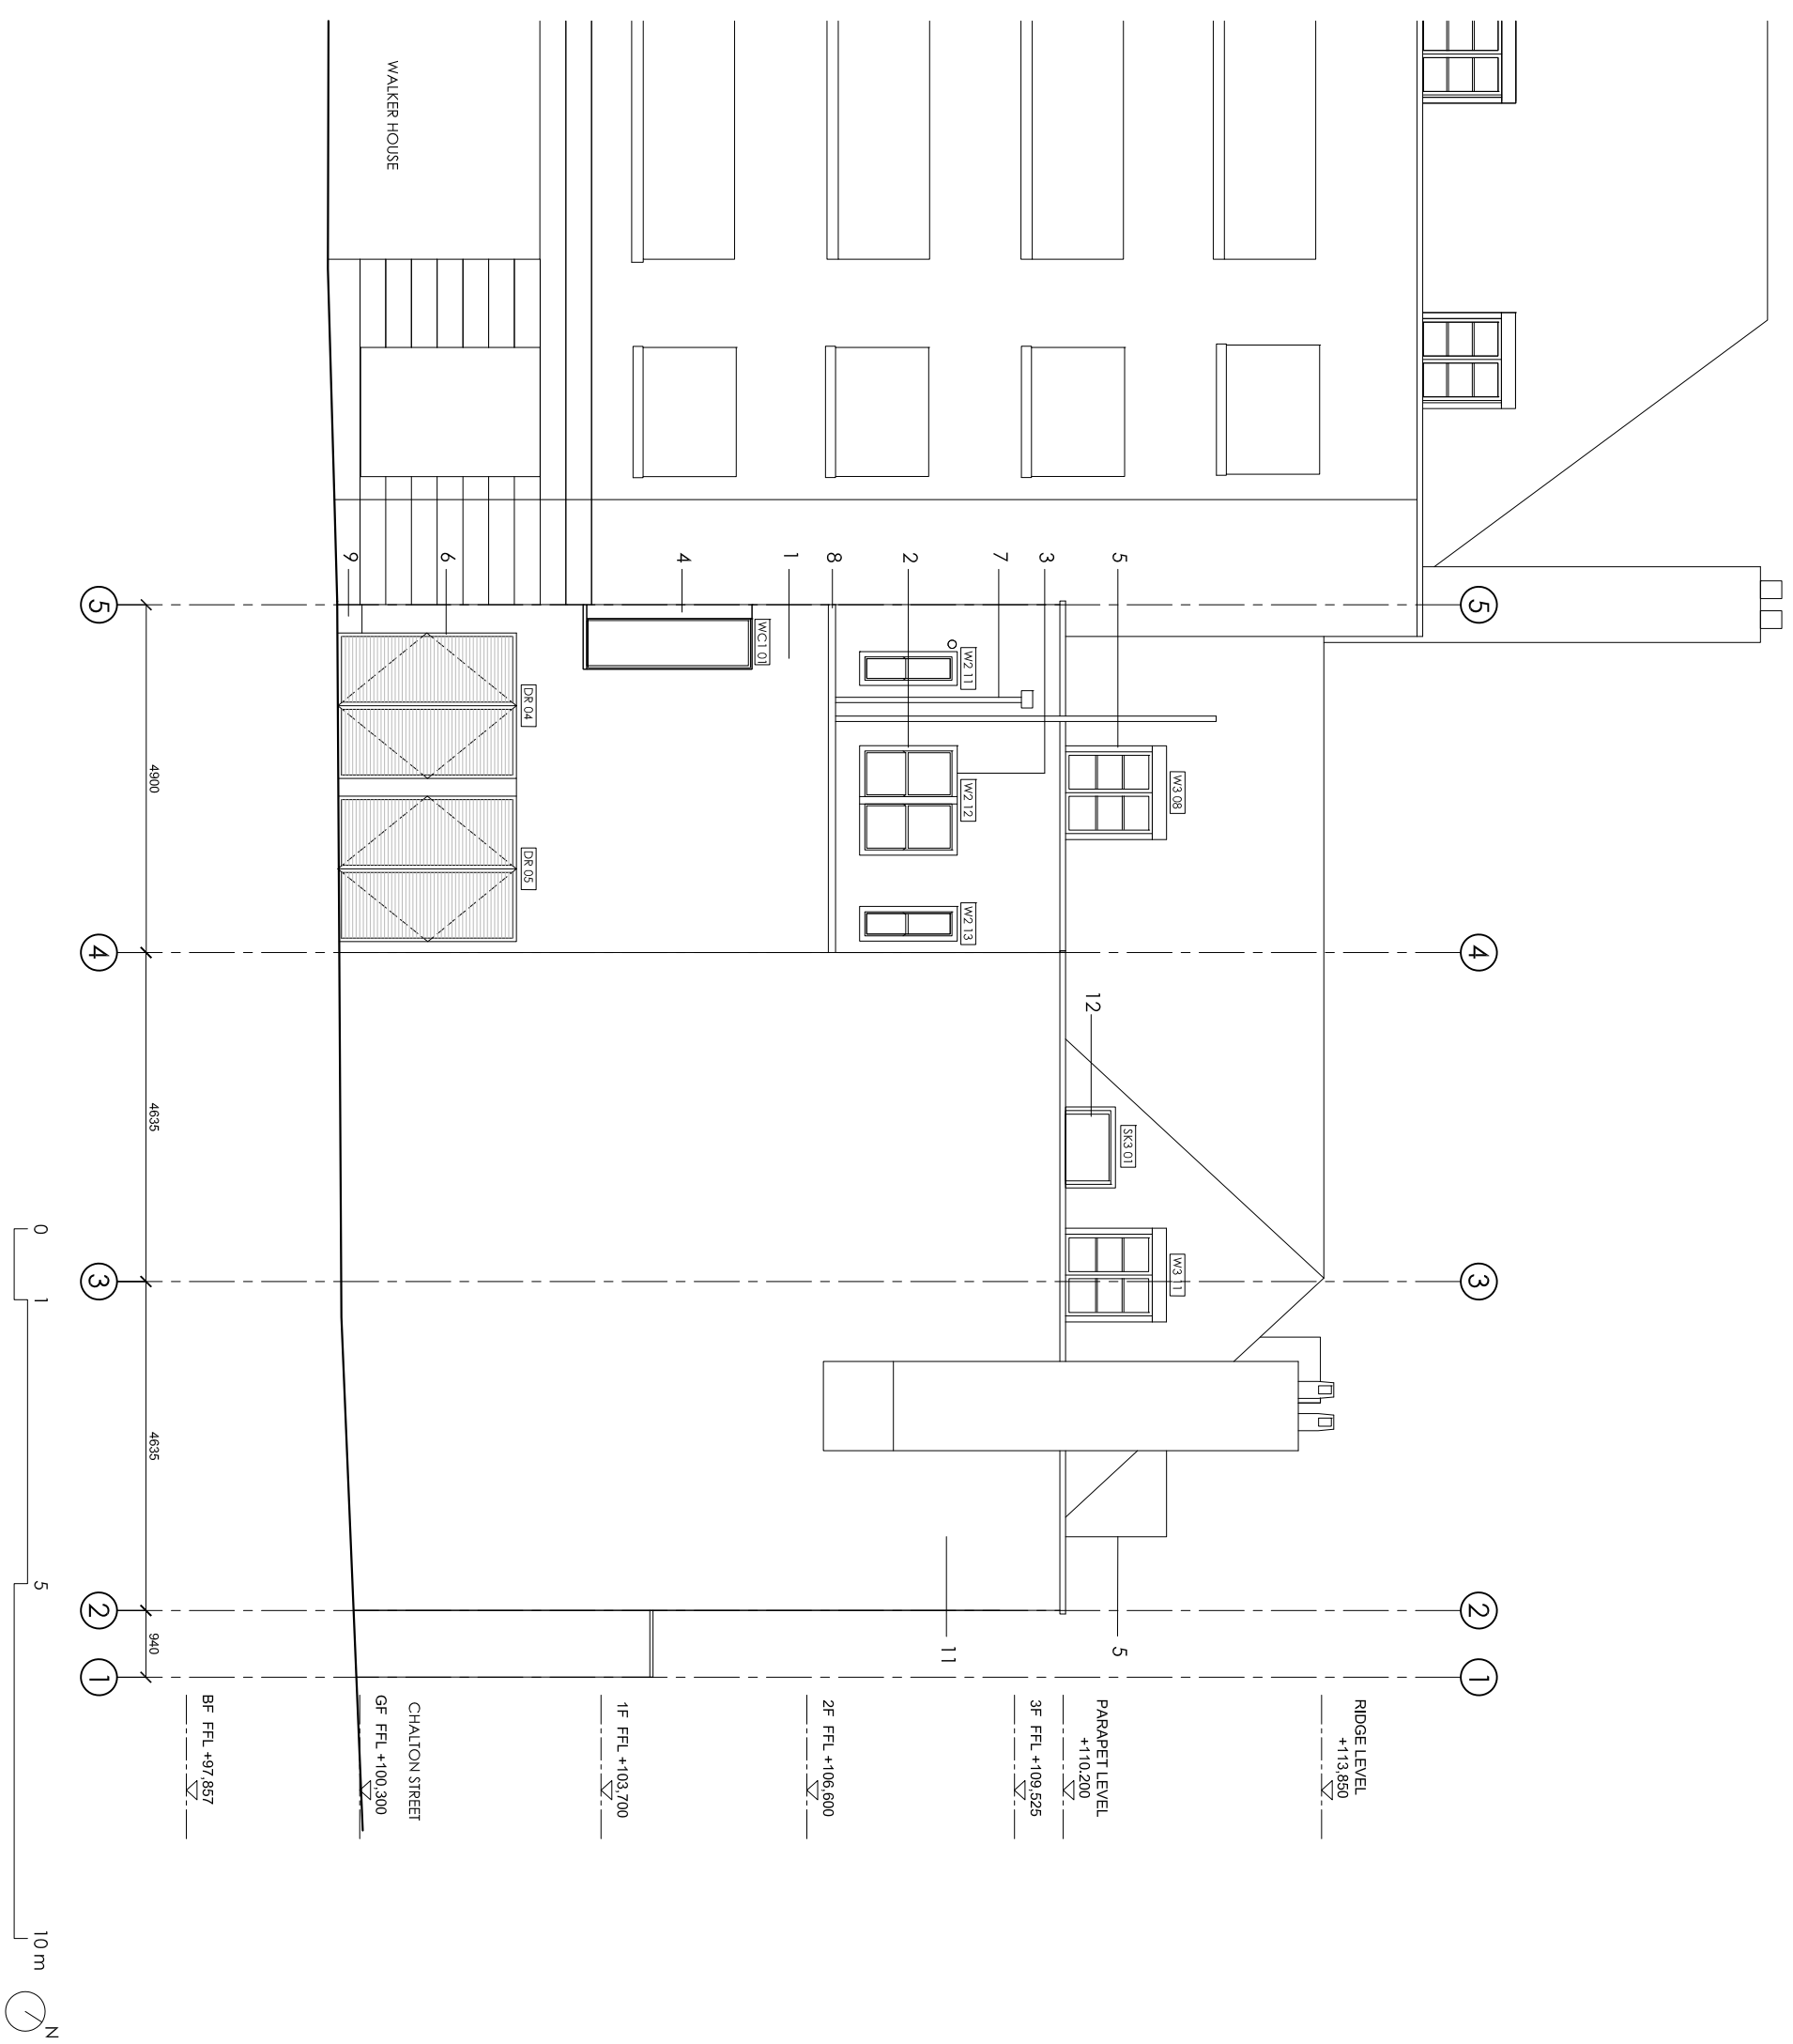 5 4 3 2 1
RIDGE LEVEL
+113,850
W3 08
W3 11
SK3 01
5
5
PARAPET LEVEL
+110.200
12
3
3F FFL +109,525
7
W2 11
W2 12
W2 13
11
2
8
2F FFL +106,600
1
WC1 01
4
1F FFL +103,700
DR 04
DR 05
6
CHALTON STREET
WALKER HOUSE
GF FFL +100,300
9
BF FFL +97,857
4900 4635 4635 940
5 4 3 2 1
0 1 5 10 m
N